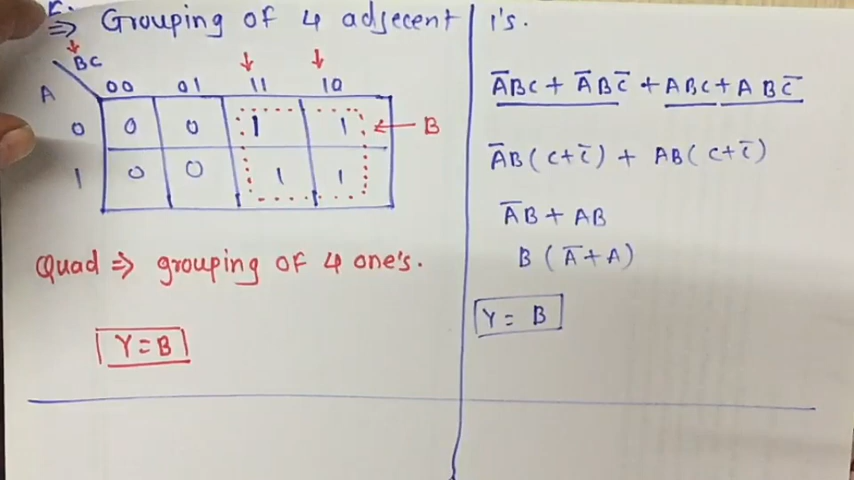 ⇒ Grouping of 4 adjecent 1's.
BC
A 00 01 11 10
0 0 0 1 1 ← B
1 0 0 1 1
Quad ⇒ grouping of 4 one's.
Y = B
A̅BC + A̅BC̅ + ABC + ABC̅
A̅B(C+C̅) + AB(C+C̅)
A̅B + AB
B(A̅+A)
Y = B